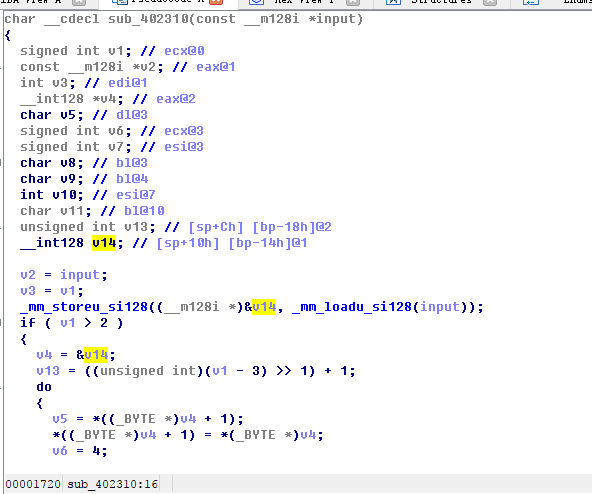 char __cdecl sub_402310(const __m128i *input)
{
  signed int v1; // ecx@0
  const __m128i *v2; // eax@1
  int v3; // edi@1
  __int128 *v4; // eax@2
  char v5; // dl@3
  signed int v6; // ecx@3
  signed int v7; // esi@3
  char v8; // bl@3
  char v9; // bl@4
  int v10; // esi@7
  char v11; // bl@10
  unsigned int v13; // [sp+Ch] [bp-18h]@2
  __int128 v14; // [sp+10h] [bp-14h]@1
  v2 = input;
  v3 = v1;
  _mm_storeu_si128((__m128i *)&v14, _mm_loadu_si128(input));
  if ( v1 > 2 )
  {
    v4 = &v14;
    v13 = ((unsigned int)(v1 - 3) >> 1) + 1;
    do
    {
      v5 = *((_BYTE *)v4 + 1);
      *((_BYTE *)v4 + 1) = *(_BYTE *)v4;
      v6 = 4;
00001720 sub_402310:16